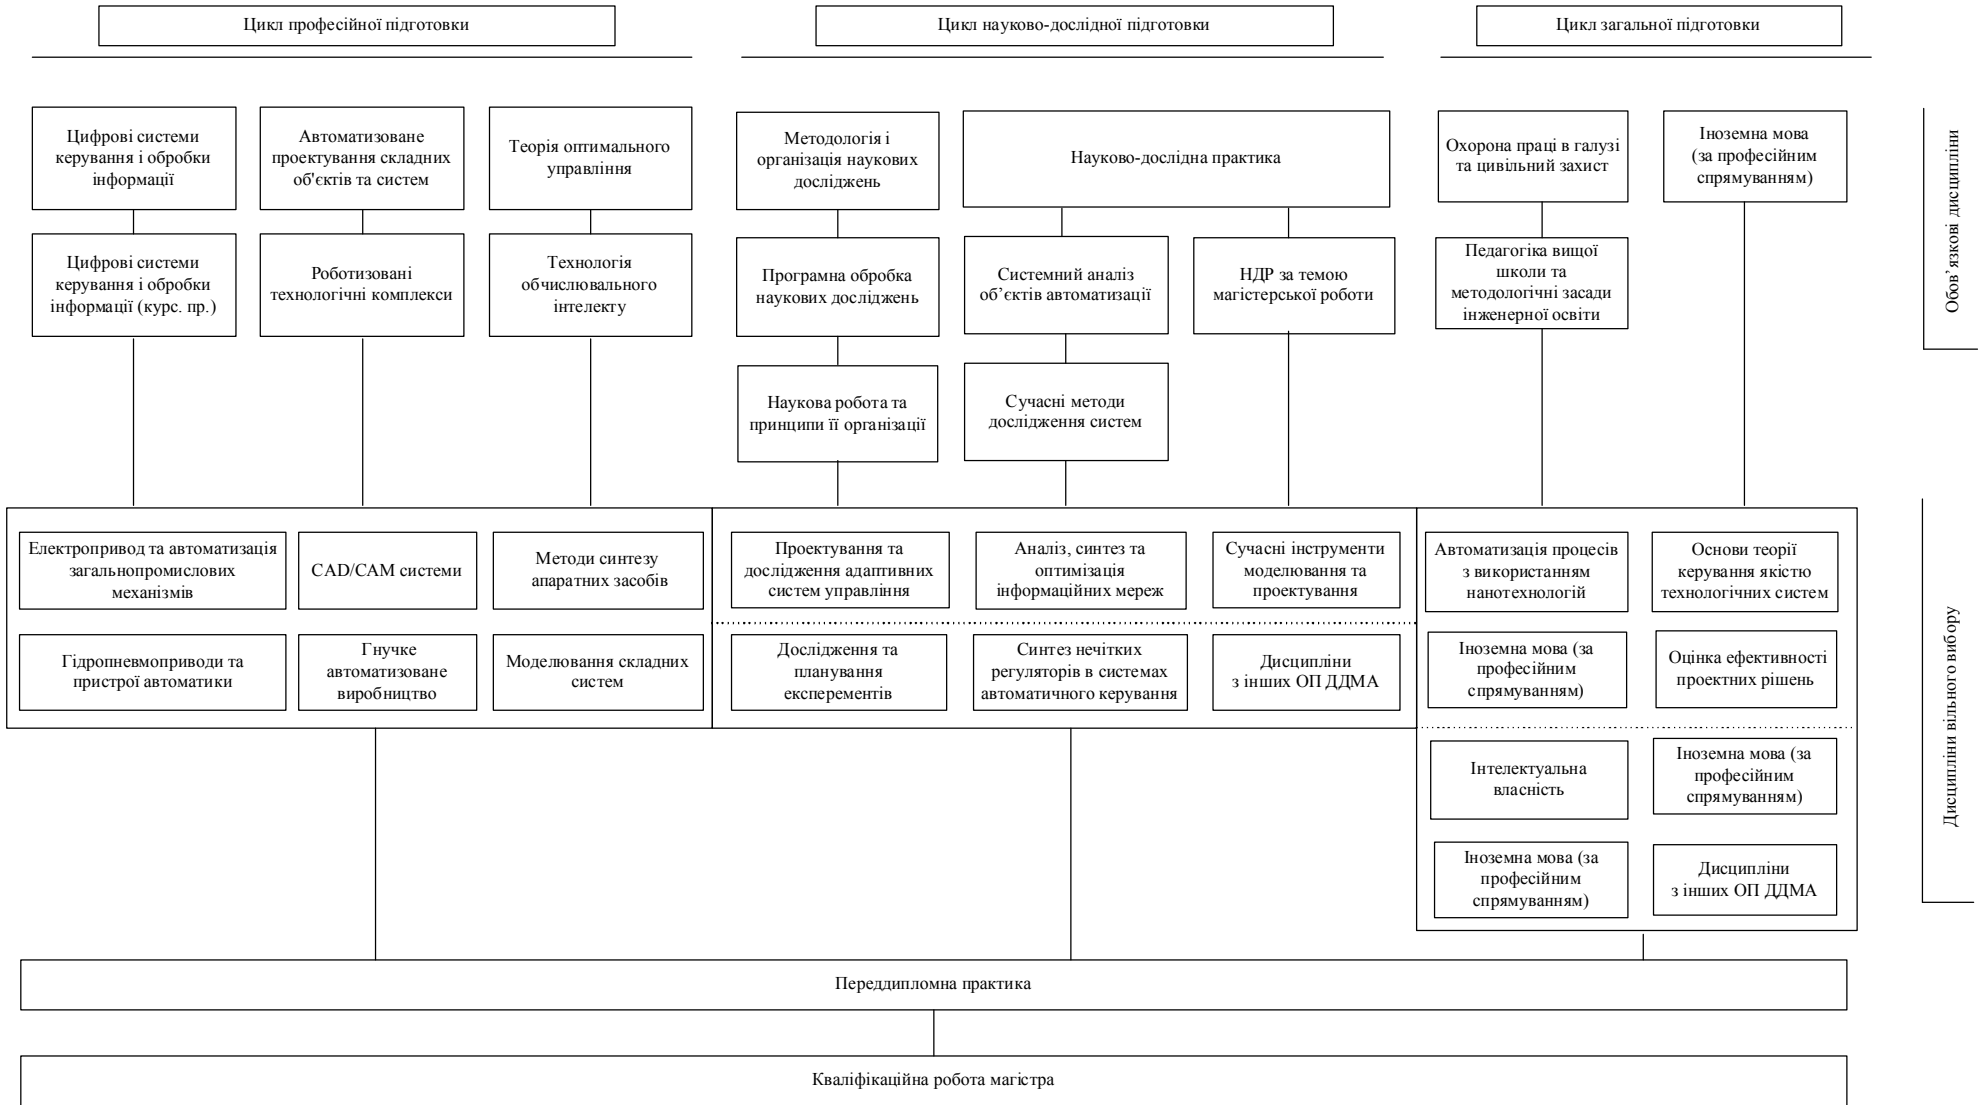 Цикл професійної підготовки
Цикл науково-дослідної підготовки
Цикл загальної підготовки
Цифрові системи
керування і обробки
інформації
Автоматизоване
проектування складних
об'єктів та систем
Теорія оптимального
управління
Методологія і
організація наукових
досліджень
Науково-дослідна практика
Охорона праці в галузі
та цивільний захист
Іноземна мова
(за професійним
спрямуванням)
Обов’язкові дисципліни
Цифрові системи
керування і обробки
інформації (курс. пр.)
Роботизовані
технологічні комплекси
Технологія
обчислювального
інтелекту
Програмна обробка
наукових досліджень
Системний аналіз
об’єктів автоматизації
НДР за темою
магістерської роботи
Педагогіка вищої
школи та
методологічні засади
інженерної освіти
Наукова робота та
принципи її організації
Сучасні методи
дослідження систем
Електропривод та автоматизація
загальнопромислових
механізмів
CAD/CAM системи
Методи синтезу
апаратних засобів
Проектування та
дослідження адаптивних
систем управління
Аналіз, синтез та
оптимізація
інформаційних мереж
Сучасні інструменти
моделювання та
проектування
Автоматизація процесів
з використанням
нанотехнологій
Основи теорії
керування якістю
технологічних систем
Дисципліни вільного вибору
Гідропневмоприводи та
пристрої автоматики
Гнучке
автоматизоване
виробництво
Моделювання складних
систем
Дослідження та
планування
експерементів
Синтез нечітких
регуляторів в системах
автоматичного керування
Дисципліни
з інших ОП ДДМА
Іноземна мова (за
професійним
спрямуванням)
Оцінка ефективності
проектних рішень
Інтелектуальна
власність
Іноземна мова (за
професійним
спрямуванням)
Іноземна мова (за
професійним
спрямуванням)
Дисципліни
з інших ОП ДДМА
Переддипломна практика
Кваліфікаційна робота магістра